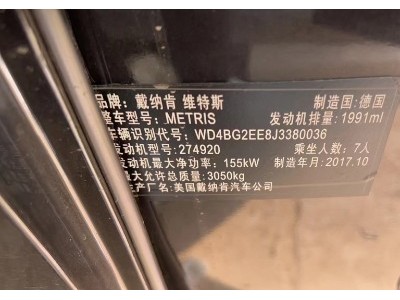 品牌：戴纳肯 维特斯 制造国：德国
整车型号：METRIS 发动机排量：1991ml
车辆识别代号：WD4BG2EE8J3380036
发动机型号：274920 乘坐人数：7人
发动机最大净功率：155kW 制造年月：2017.10
最大允许总质量：3050kg
生产厂名：美国戴纳肯汽车公司